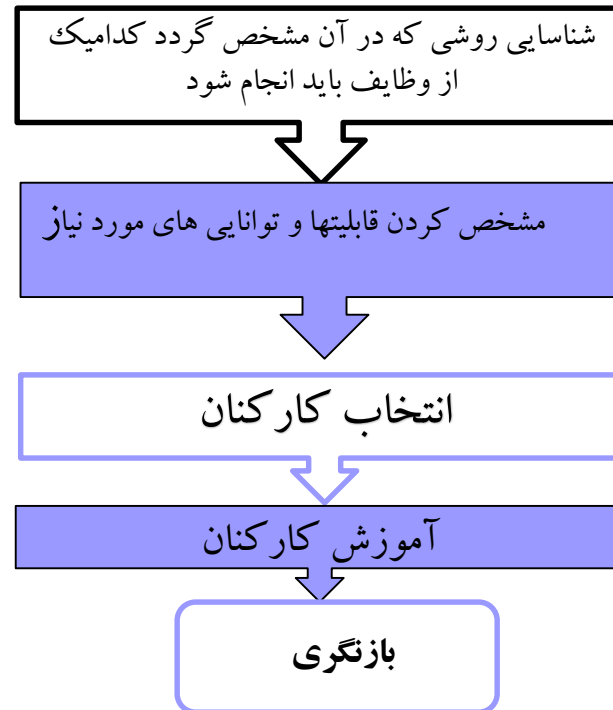 شناسایی روشی که در آن مشخص گردد کدامیک
از وظایف باید انجام شود
مشخص کردن قابلیتها و توانایی های مورد نیاز
انتخاب کارکنان
آموزش کارکنان
بازنگری